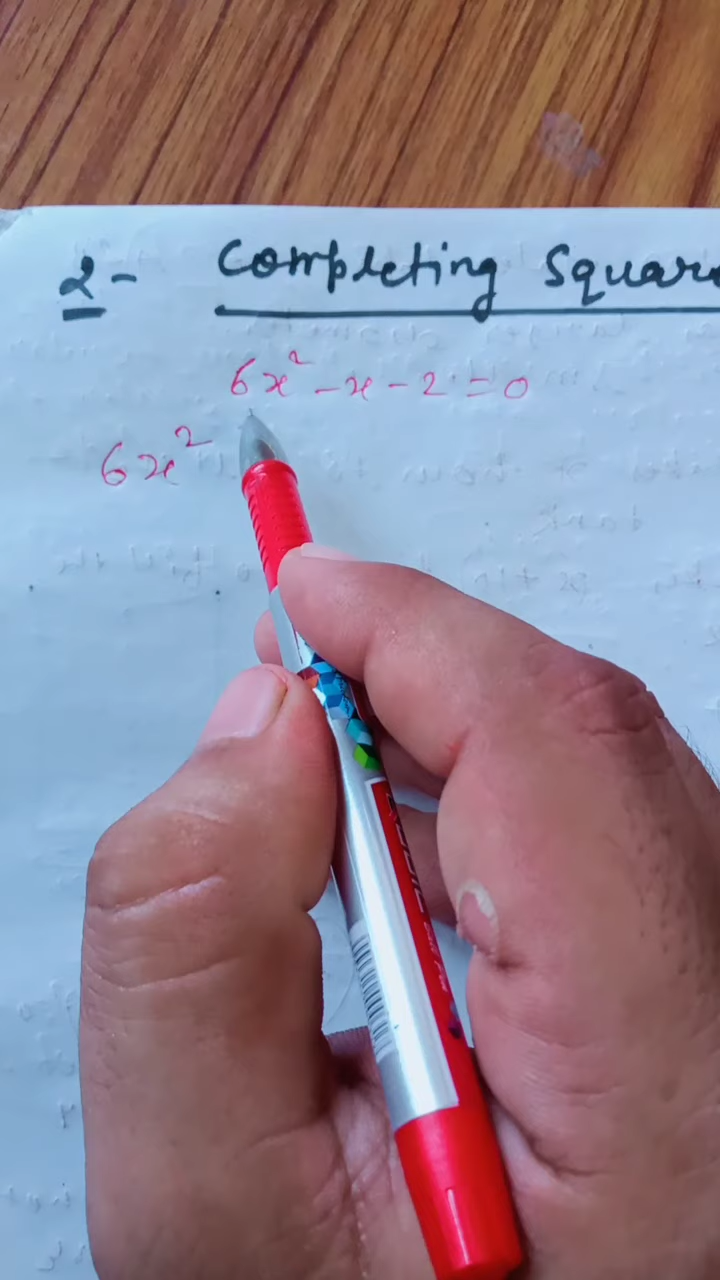 2- Completing Square
6x² - x - 2 = 0
6x²